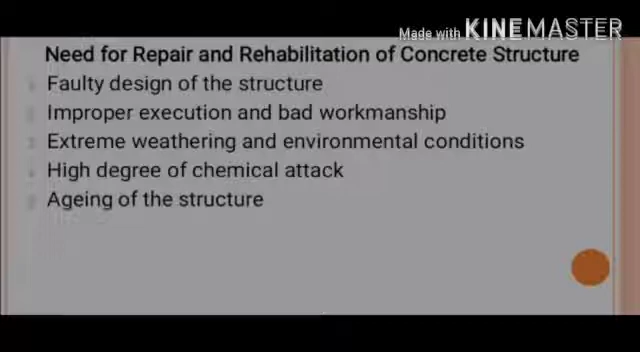 Made with KINEMASTER
Need for Repair and Rehabilitation of Concrete Structure
Faulty design of the structure
Improper execution and bad workmanship
Extreme weathering and environmental conditions
High degree of chemical attack
Ageing of the structure